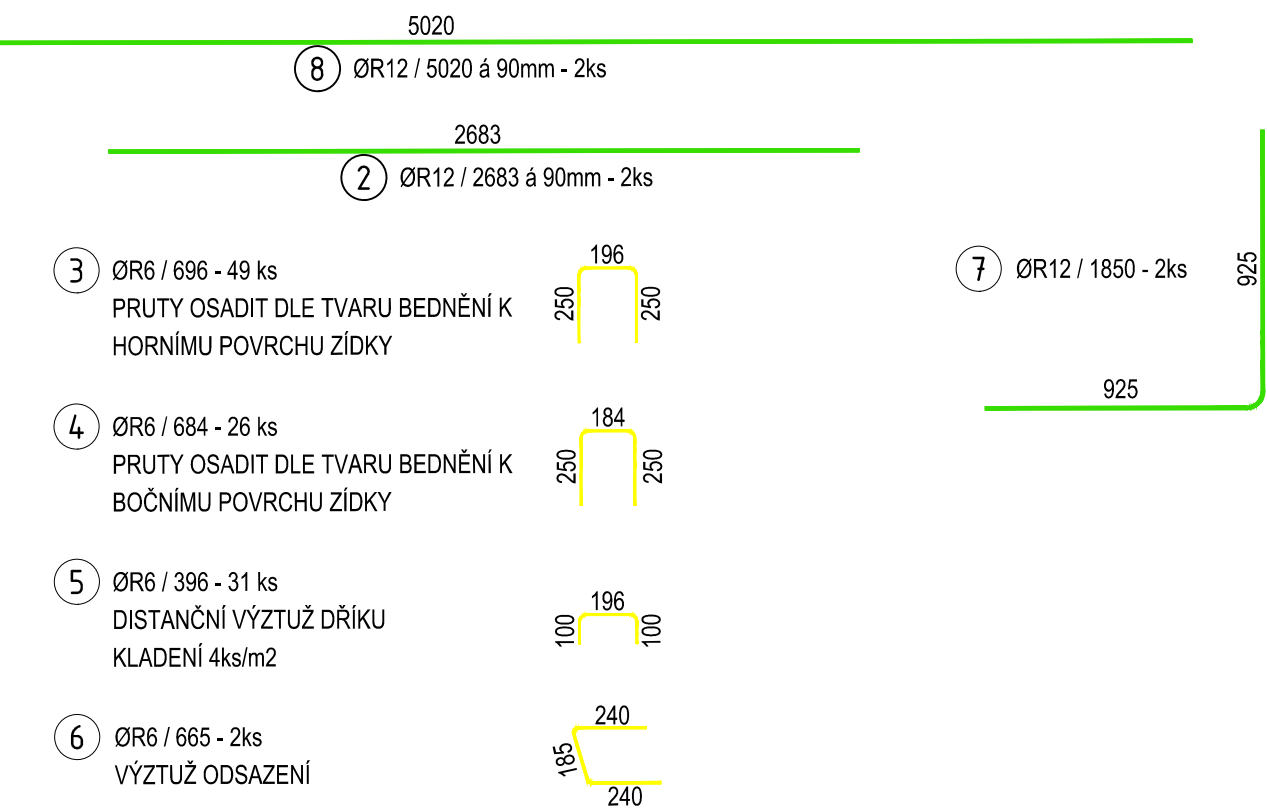 5020
8 ØR12 / 5020 á 90mm - 2ks
2683
2 ØR12 / 2683 á 90mm - 2ks
3 ØR6 / 696 - 49 ks
PRUTY OSADIT DLE TVARU BEDNĚNÍ K
HORNÍMU POVRCHU ZÍDKY
196
250
250
7 ØR12 / 1850 - 2ks
925
925
4 ØR6 / 684 - 26 ks
PRUTY OSADIT DLE TVARU BEDNĚNÍ K
BOČNÍMU POVRCHU ZÍDKY
184
250
250
5 ØR6 / 396 - 31 ks
DISTANČNÍ VÝZTUŽ DŘÍKU
KLADENÍ 4ks/m2
196
100
100
6 ØR6 / 665 - 2ks
VÝZTUŽ ODSAZENÍ
240
185
240